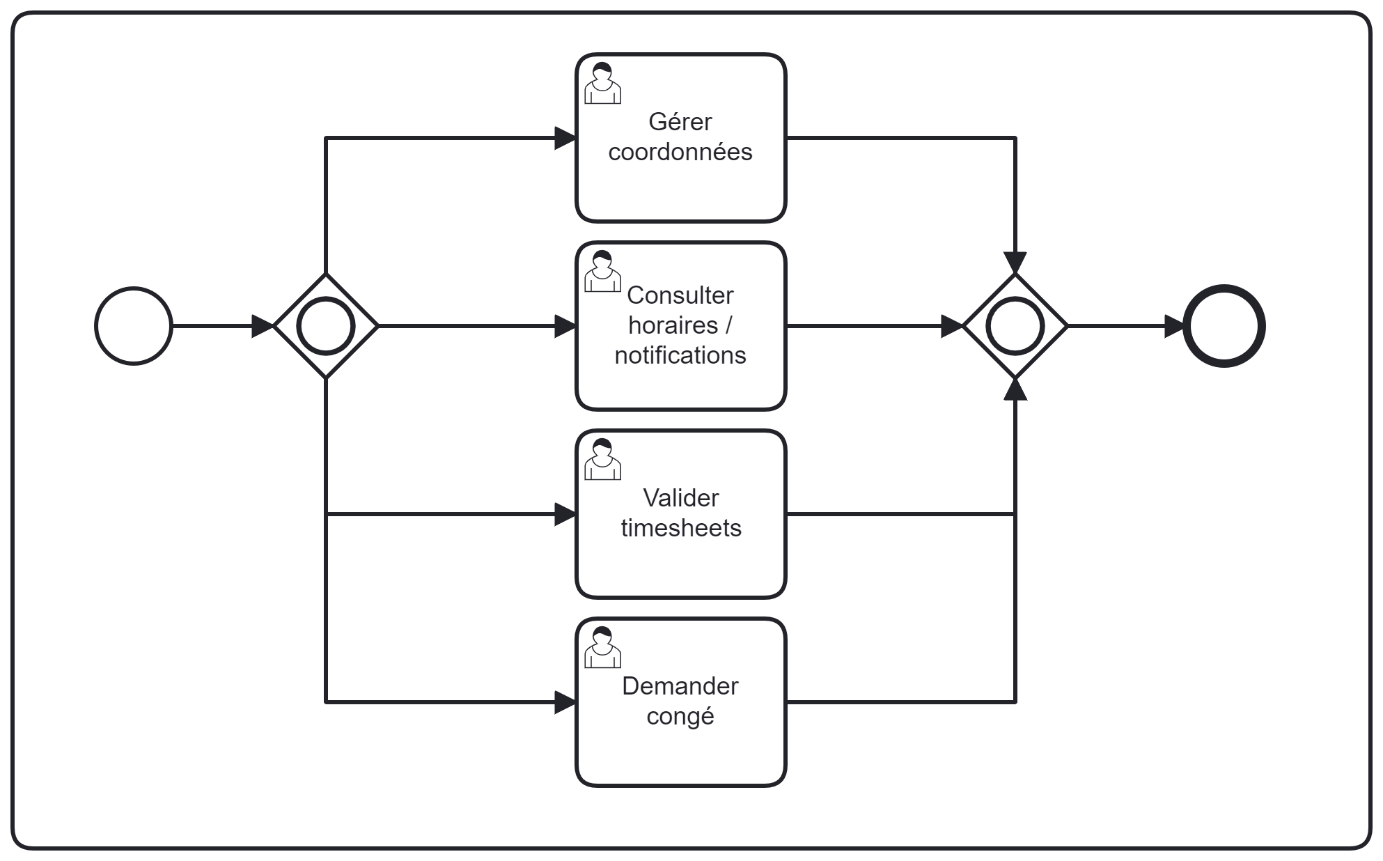 Gérer
coordonnées
Consulter
horaires /
notifications
Valider
timesheets
Demander
congé